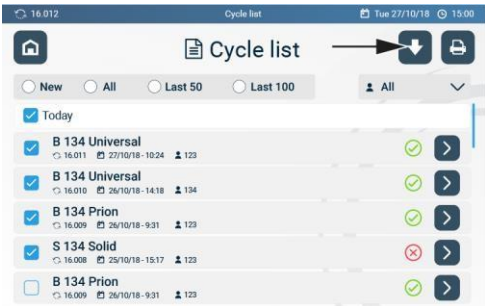 16.012 Cycle list Tue 27/10/18 15:00
Cycle list
New All Last 50 Last 100 All
Today
B 134 Universal
16.011 27/10/18-10:24 123
B 134 Universal
16.010 26/10/18-14:18 134
B 134 Prion
16.009 26/10/18-9:31 123
S 134 Solid
16.008 25/10/18-15:17 123
B 134 Prion
16.009 26/10/18-9:31 123